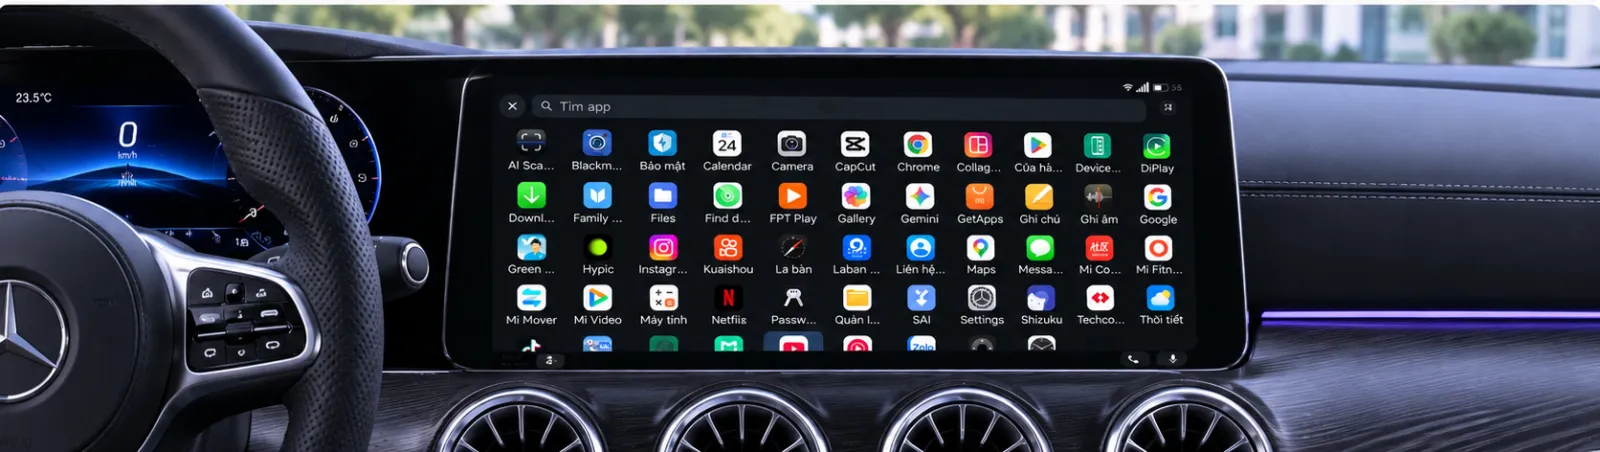 23.5°C
0
km/h
Tìm app
24
AI Sca... Blackm... Bảo mật Calendar Camera CapCut Chrome Collag... Cửa hà... Device... DiPlay
Downl... Family ... Files Find d... FPT Play Gallery Gemini GetApps Ghi chú Ghi âm Google
Green ... Hypic Instagr... Kuaishou La bàn Laban ... Liên hệ... Maps Messa... Mi Co... Mi Fitn...
Mi Mover Mi Video Máy tính Netflix Passw... Quản l... SAI Settings Shizuku Techco... Thời tiết
Zalo